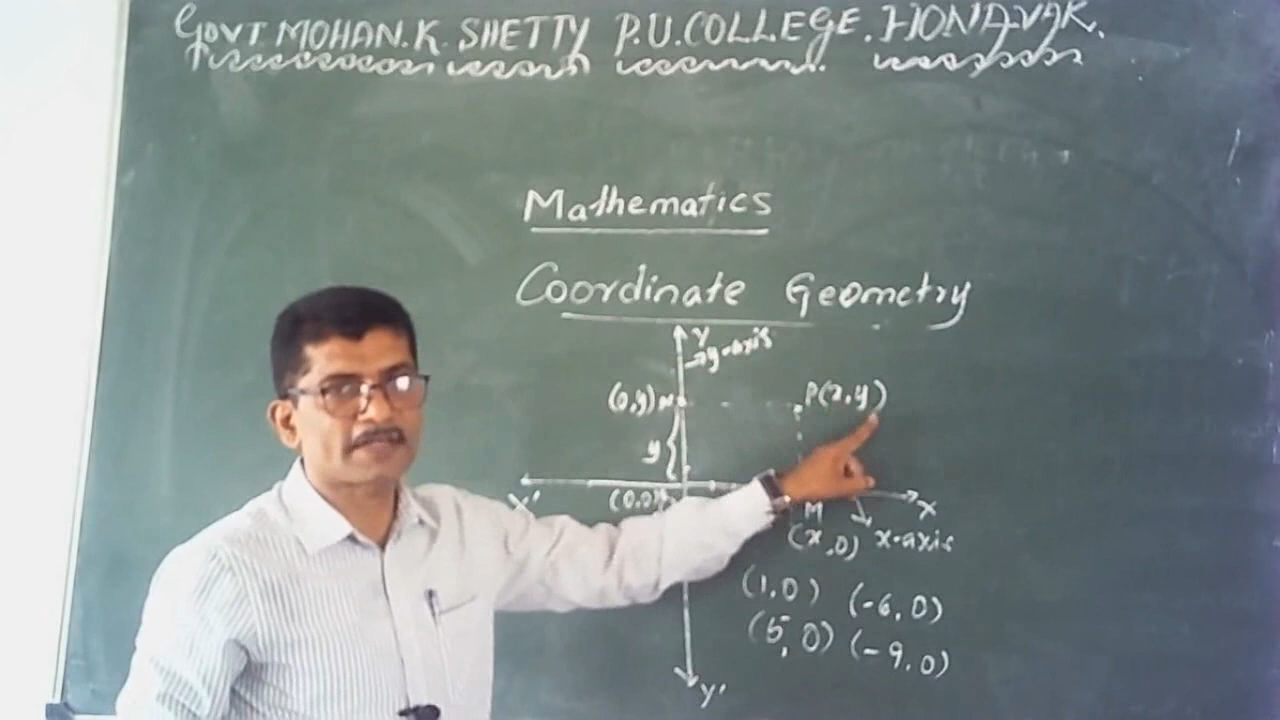 GOVT MOHAN.K. SHETTY P.U.COLLEGE. HONAVAR.
Mathematics
Coordinate Geometry
Y
→y-axis
(0,y) N
P(x,y)
y
X'
(0,0)
X
M
(x,0)
x-axis
(1,0) (-6,0)
(5,0) (-9,0)
Y'